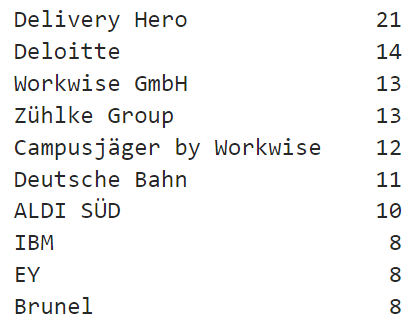 Delivery Hero 21
Deloitte 14
Workwise GmbH 13
Zühlke Group 13
Campusjäger by Workwise 12
Deutsche Bahn 11
ALDI SÜD 10
IBM 8
EY 8
Brunel 8